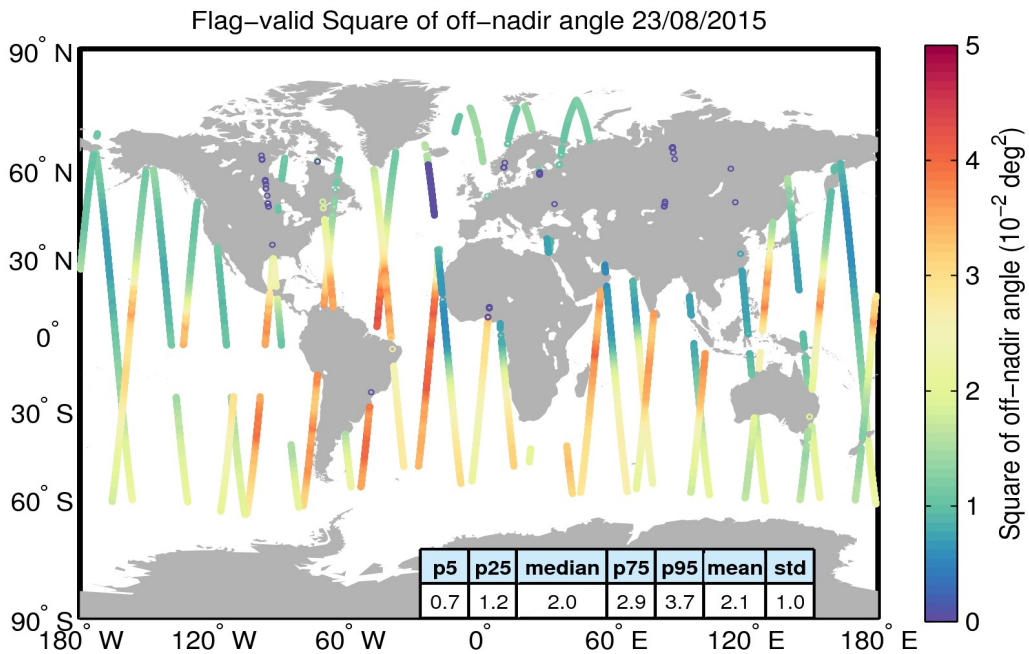 Flag−valid Square of off−nadir angle 23/08/2015
90° N
60° N
30° N
0°
30° S
60° S
90° S
180° W
120° W
60° W
0°
60° E
120° E
180° E
p5 p25 median p75 p95 mean std
0.7 1.2 2.0 2.9 3.7 2.1 1.0
5
4
3
2
1
0
Square of off−nadir angle (10⁻² deg²)